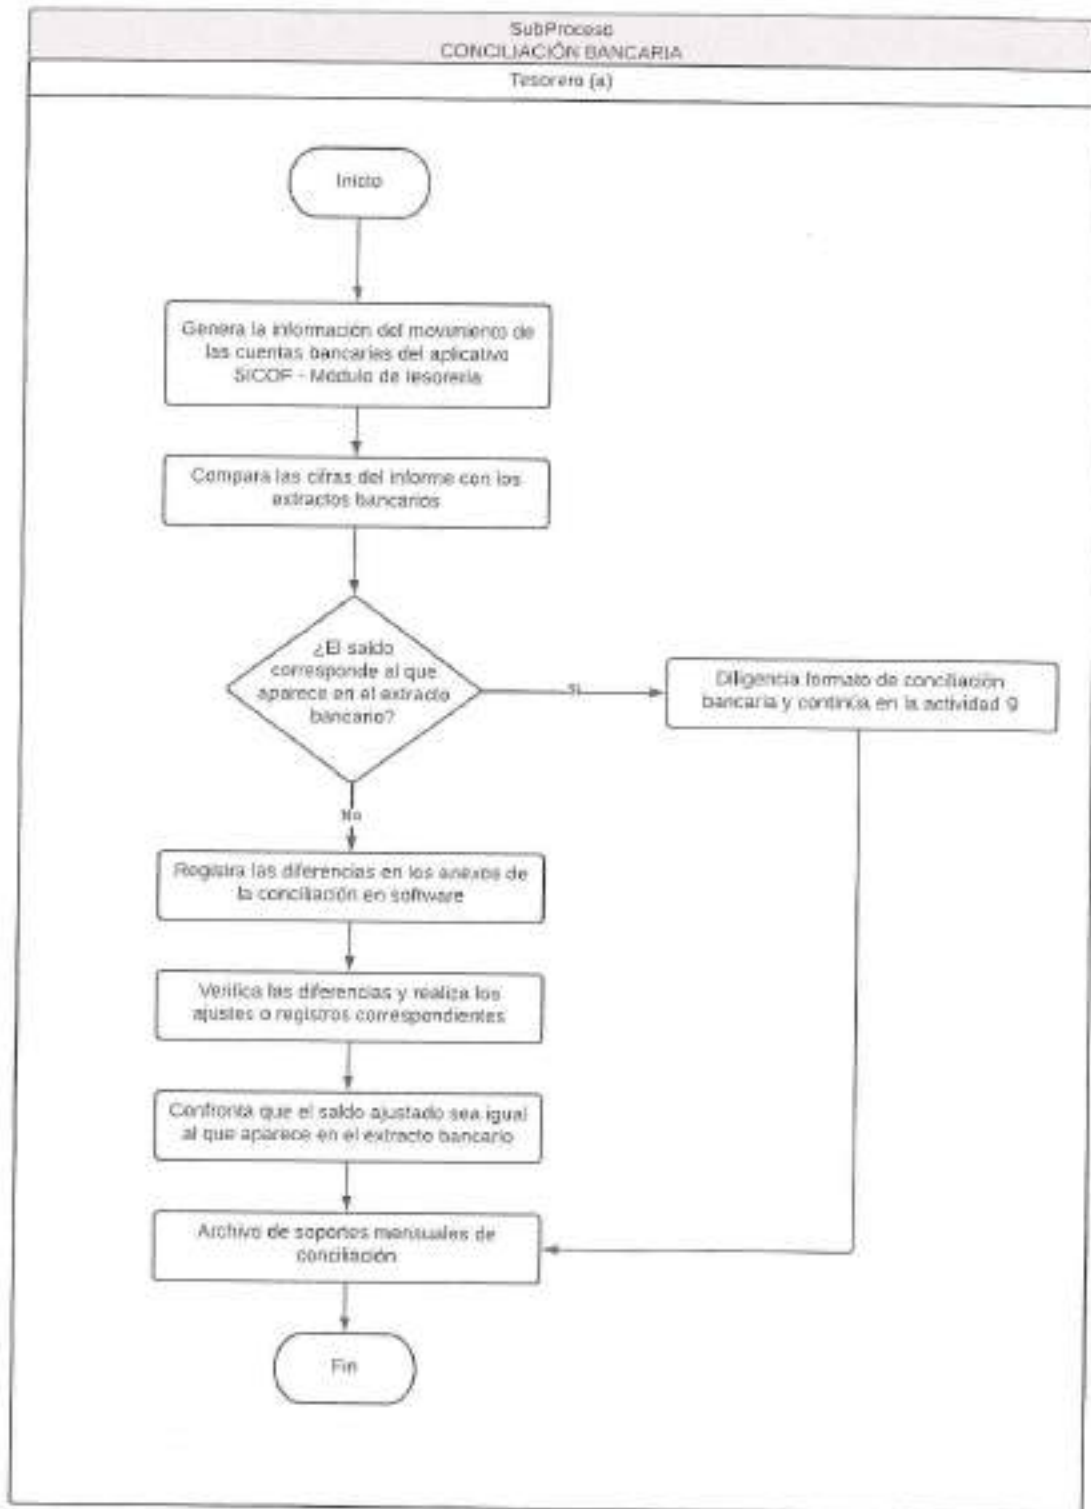 SubProceso
CONCILIACIÓN BANCARIA
Tesorero (a)
Inicio
Genera la información del movimiento de
las cuentas bancarias del aplicativo
SICOF - Módulo de tesorería
Compara las cifras del informe con los
extractos bancarios
¿El saldo
corresponde al que
aparece en el extracto
bancario?
Si
Diligencia formato de conciliación
bancaria y continúa en la actividad 9
No
Registra las diferencias en los anexos de
la conciliación en software
Verifica las diferencias y realiza los
ajustes o registros correspondientes
Confronta que el saldo ajustado sea igual
al que aparece en el extracto bancario
Archivo de soportes mensuales de
conciliación
Fin